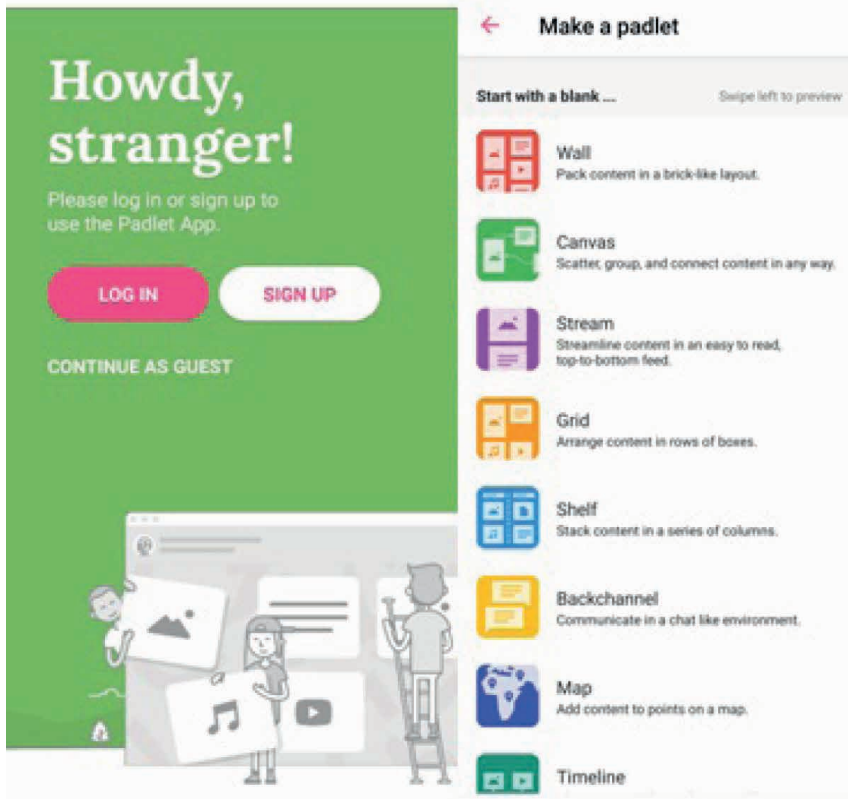 Howdy,
stranger!
Please log in or sign up to
use the Padlet App.
LOG IN
SIGN UP
CONTINUE AS GUEST
Make a padlet
Start with a blank ...
Swipe left to preview
Wall
Pack content in a brick-like layout.
Canvas
Scatter, group, and connect content in any way.
Stream
Streamline content in an easy to read,
top-to-bottom feed.
Grid
Arrange content in rows of boxes.
Shelf
Stack content in a series of columns.
Backchannel
Communicate in a chat like environment.
Map
Add content to points on a map.
Timeline